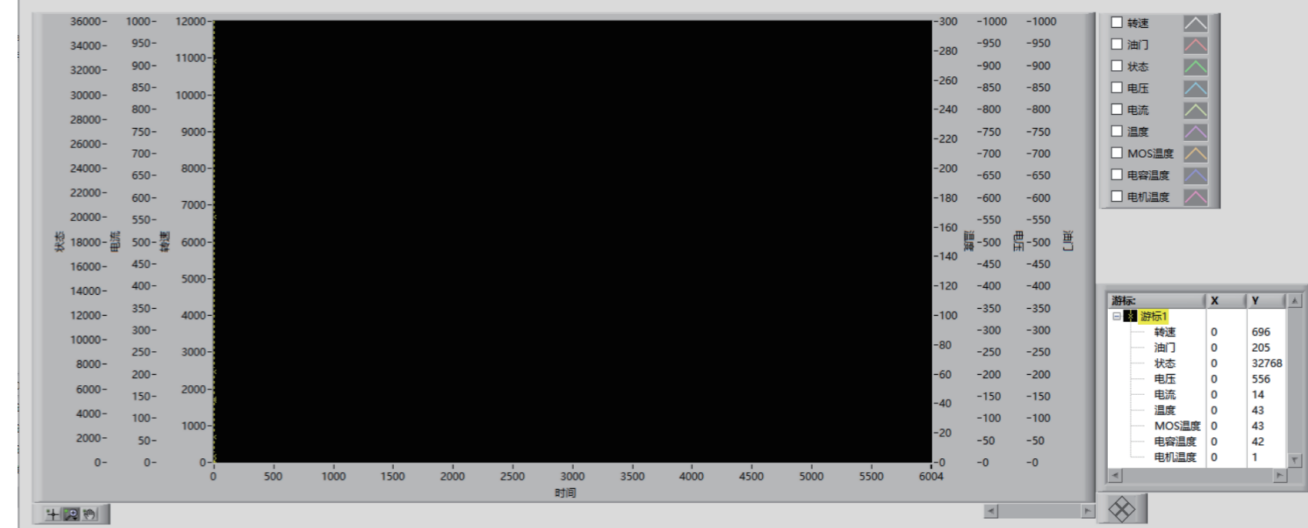 36000 1000 12000 300 1000 1000
34000 950 280 950 950
32000 900 11000 900 900
30000 850 10000 260 850 850
28000 800 240 800 800
26000 750 9000 220 750 750
24000 700 8000 200 700 700
22000 650 180 650 650
20000 600 7000 160 600 600
18000 550 6000 140 550 550
16000 500 5000 120 500 500
14000 450 100 450 450
12000 400 4000 80 400 400
10000 350 3000 60 350 350
8000 300 40 300 300
6000 250 2000 20 250 250
4000 200 1000 0 200 200
2000 150 0 150 150
0 100 100 100
50 50 50
0 0 0
状态 电流 转速 温度 电压 油门
0 500 1000 1500 2000 2500 3000 3500 4000 4500 5000 5500 6004
时间
转速
油门
状态
电压
电流
温度
MOS温度
电容温度
电机温度
游标: X Y
游标1
转速 0 696
油门 0 205
状态 0 32768
电压 0 556
电流 0 14
温度 0 43
MOS温度 0 43
电容温度 0 42
电机温度 0 1